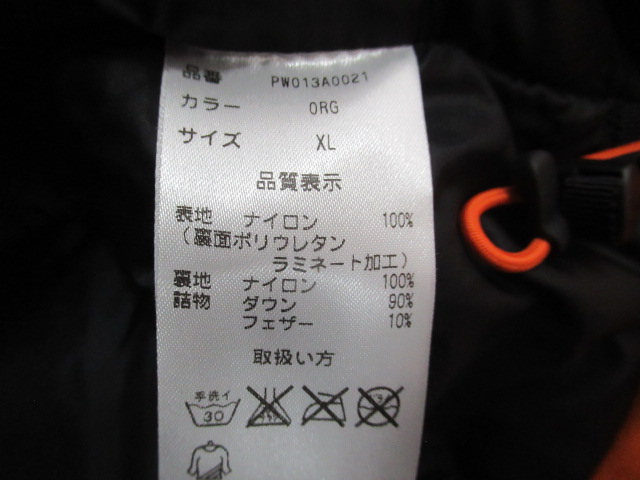 品番 PW013A0021
カラー ORG
サイズ XL
品質表示
表地 ナイロン 100%
(裏面ポリウレタン
ラミネート加工)
裏地 ナイロン 100%
詰物 ダウン 90%
フェザー 10%
取扱い方
手洗イ
30